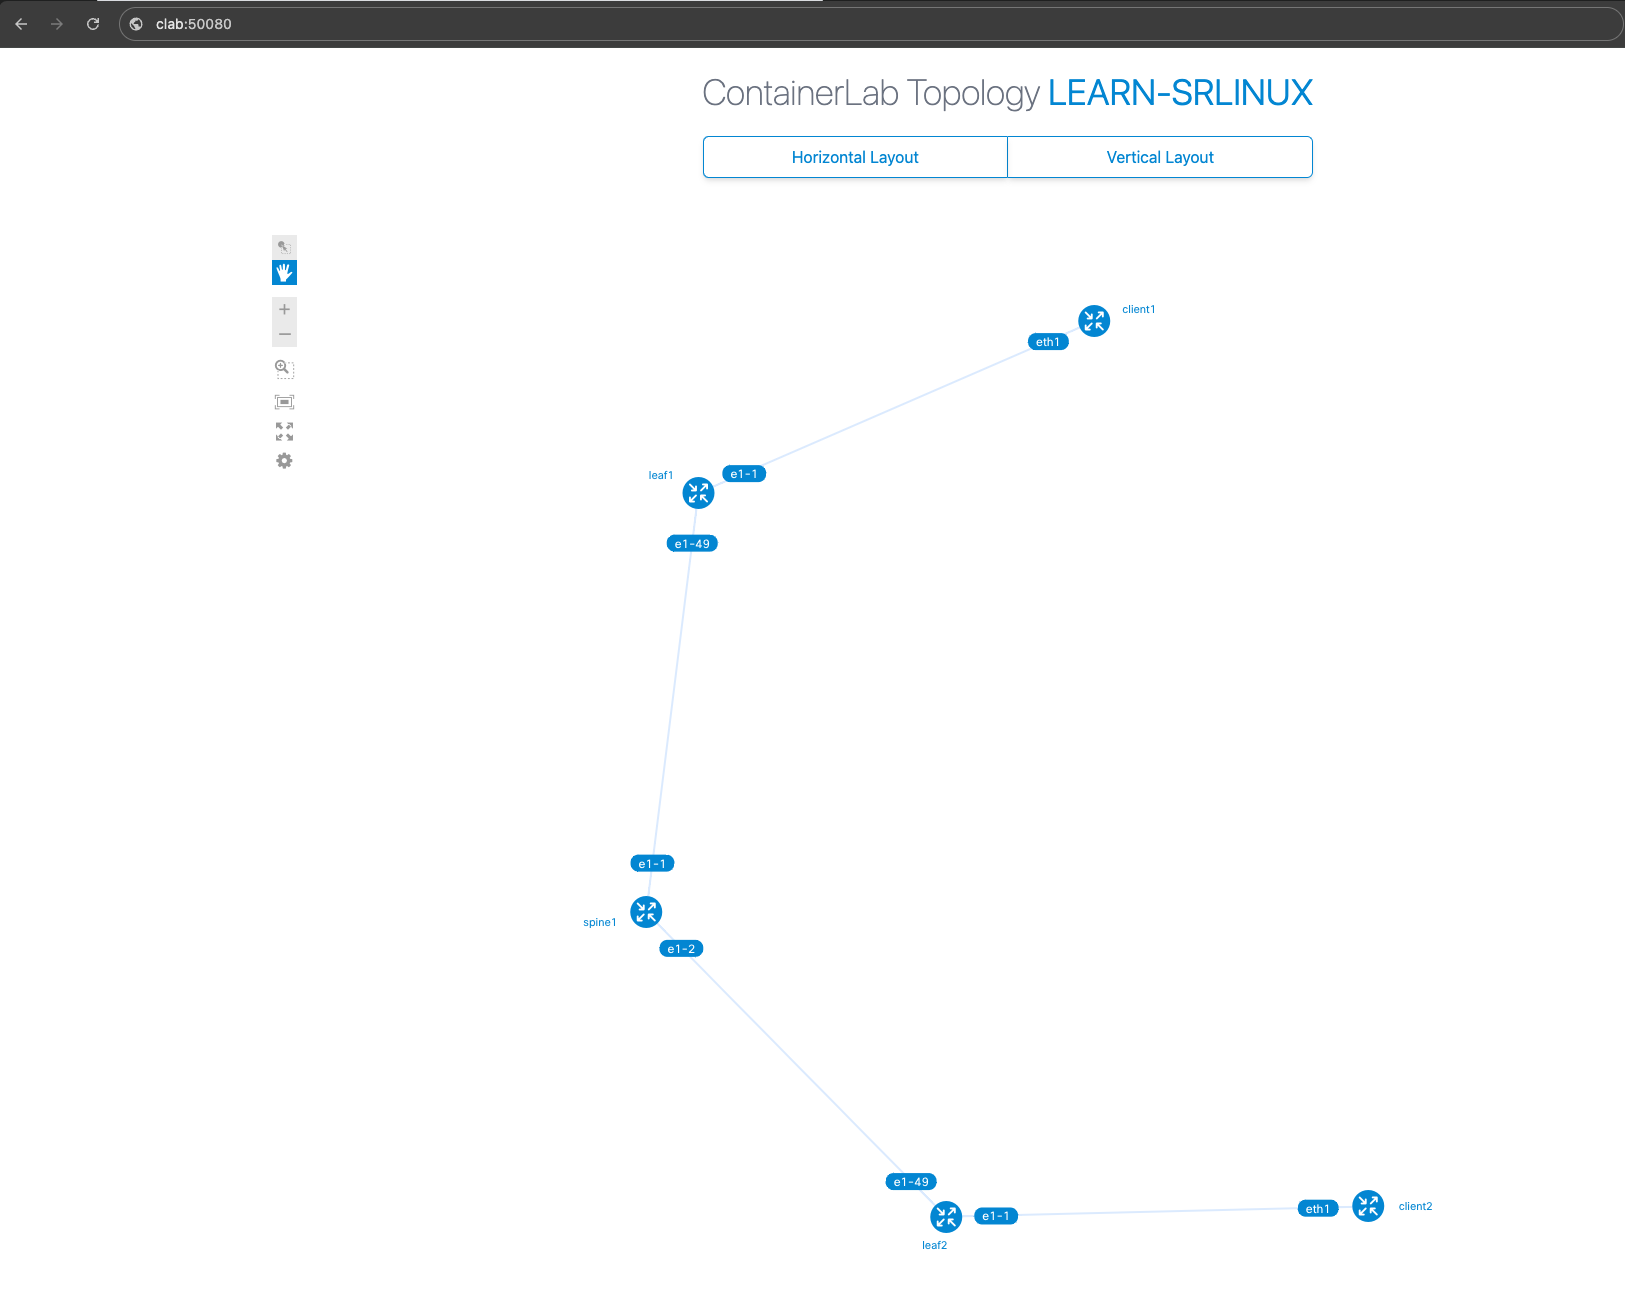 clab:50080
ContainerLab Topology LEARN-SRLINUX
Horizontal Layout
Vertical Layout
client1
eth1
leaf1
e1-1
e1-49
e1-1
spine1
e1-2
e1-49
e1-1
eth1
client2
leaf2